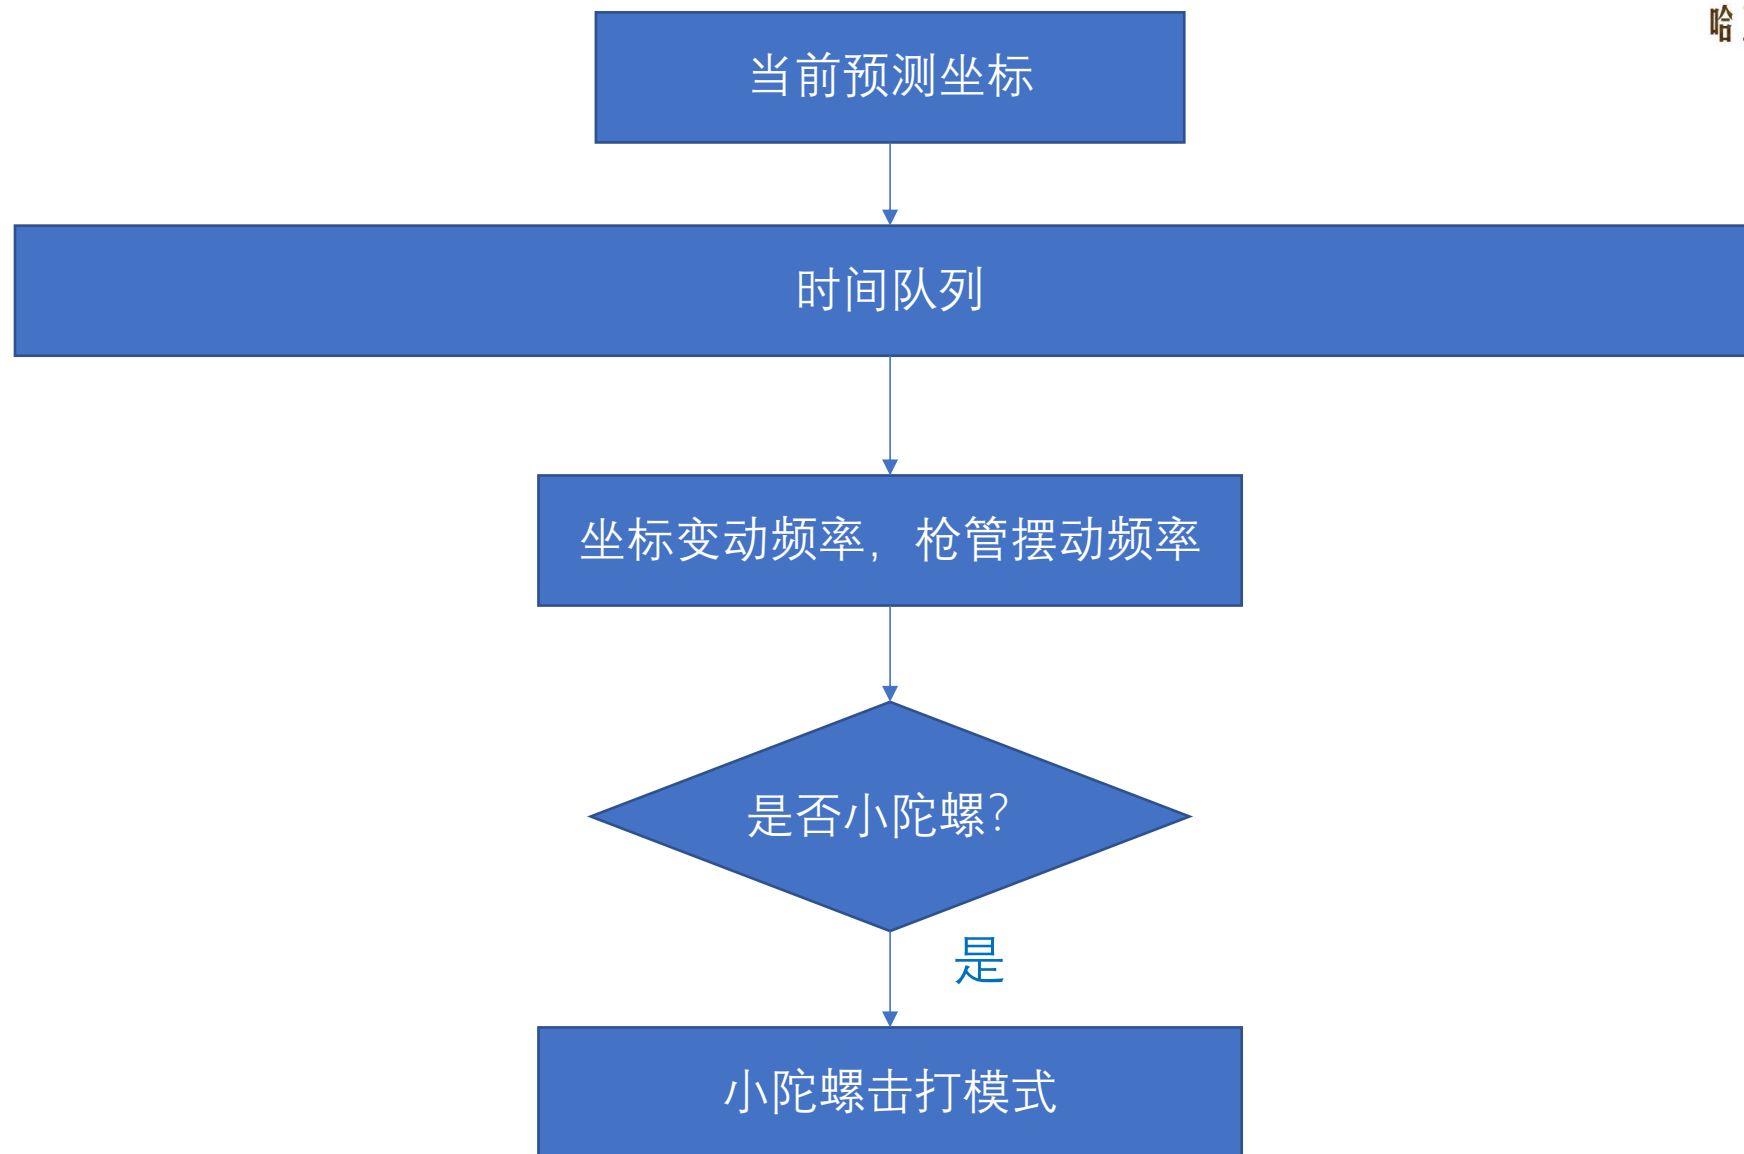 哈
当前预测坐标
时间队列
坐标变动频率，枪管摆动频率
是否小陀螺？
是
小陀螺击打模式